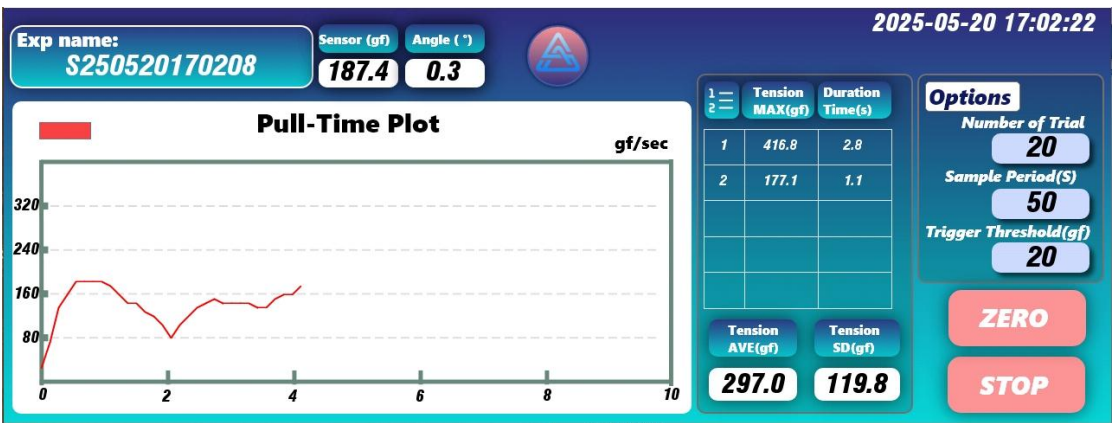 2025-05-20 17:02:22
Exp name:
S250520170208
Sensor (gf)
187.4
Angle ( °)
0.3
Pull-Time Plot
gf/sec
320
240
160
80
0 2 4 6 8 10
1
2
Tension
MAX(gf)
Duration
Time(s)
1 416.8 2.8
2 177.1 1.1
Tension
AVE(gf)
297.0
Tension
SD(gf)
119.8
Options
Number of Trial
20
Sample Period(S)
50
Trigger Threshold(gf)
20
ZERO
STOP